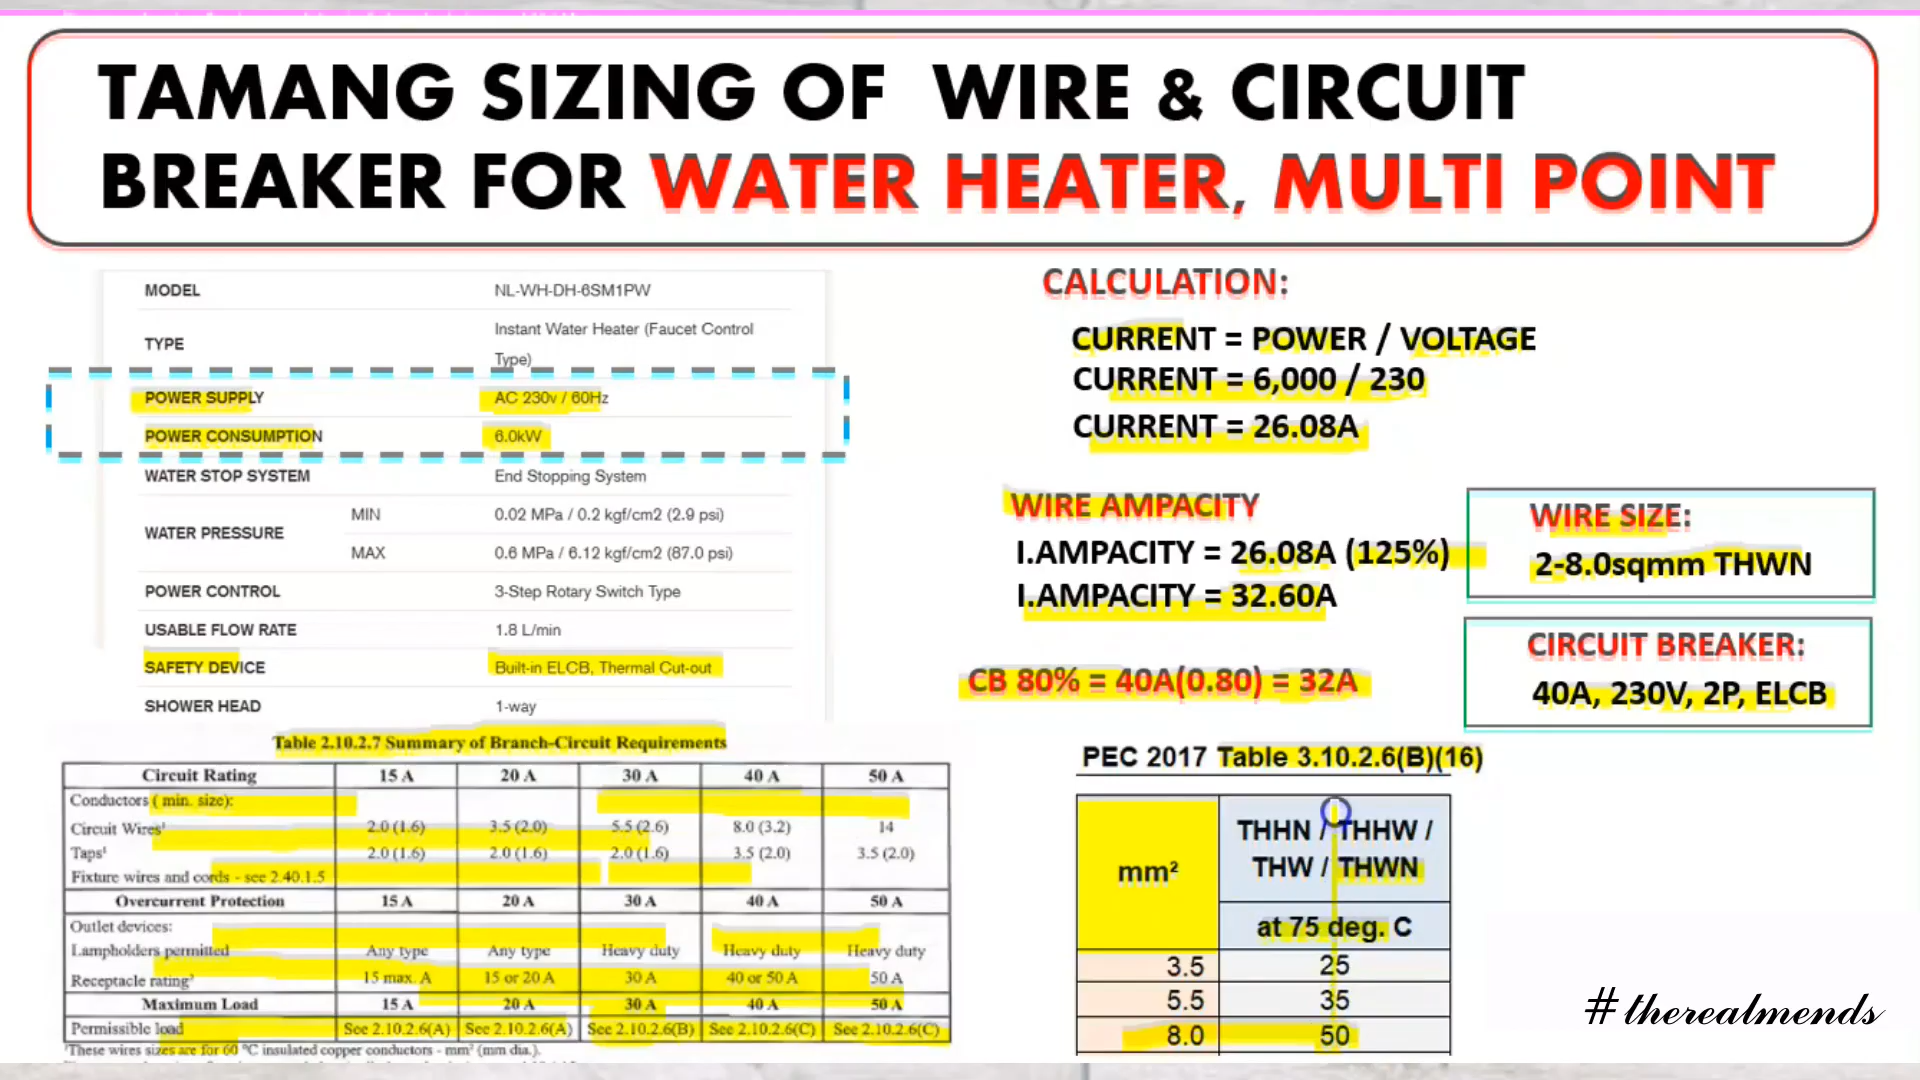 TAMANG SIZING OF WIRE & CIRCUIT
BREAKER FOR WATER HEATER, MULTI POINT
MODEL NL-WH-DH-6SM1PW
TYPE Instant Water Heater (Faucet Control Type)
POWER SUPPLY AC 230v / 60Hz
POWER CONSUMPTION 6.0kW
WATER STOP SYSTEM End Stopping System
WATER PRESSURE MIN 0.02 MPa / 0.2 kgf/cm2 (2.9 psi)
MAX 0.6 MPa / 6.12 kgf/cm2 (87.0 psi)
POWER CONTROL 3-Step Rotary Switch Type
USABLE FLOW RATE 1.8 L/min
SAFETY DEVICE Built-in ELCB, Thermal Cut-out
SHOWER HEAD 1-way
CALCULATION:
CURRENT = POWER / VOLTAGE
CURRENT = 6,000 / 230
CURRENT = 26.08A
WIRE AMPACITY
I.AMPACITY = 26.08A (125%)
I.AMPACITY = 32.60A
CB 80% = 40A(0.80) = 32A
WIRE SIZE:
2-8.0sqmm THWN
CIRCUIT BREAKER:
40A, 230V, 2P, ELCB
Table 2.10.2.7 Summary of Branch-Circuit Requirements
Circuit Rating 15 A 20 A 30 A 40 A 50 A
Conductors ( min. size):
Circuit Wires¹ 2.0 (1.6) 3.5 (2.0) 5.5 (2.6) 8.0 (3.2) 14
Taps¹ 2.0 (1.6) 2.0 (1.6) 2.0 (1.6) 3.5 (2.0) 3.5 (2.0)
Fixture wires and cords - see 2.40.1.5
Overcurrent Protection 15 A 20 A 30 A 40 A 50 A
Outlet devices:
Lampholders permitted Any type Any type Heavy duty Heavy duty Heavy duty
Receptacle rating² 15 max. A 15 or 20 A 30 A 40 or 50 A 50 A
Maximum Load 15 A 20 A 30 A 40 A 50 A
Permissible load See 2.10.2.6(A) See 2.10.2.6(A) See 2.10.2.6(B) See 2.10.2.6(C) See 2.10.2.6(C)
¹These wires sizes are for 60 °C insulated copper conductors - mm² (mm dia.).
PEC 2017 Table 3.10.2.6(B)(16)
mm² THHN / THHW /
THW / THWN
at 75 deg. C
3.5 25
5.5 35
8.0 50
#therealmends